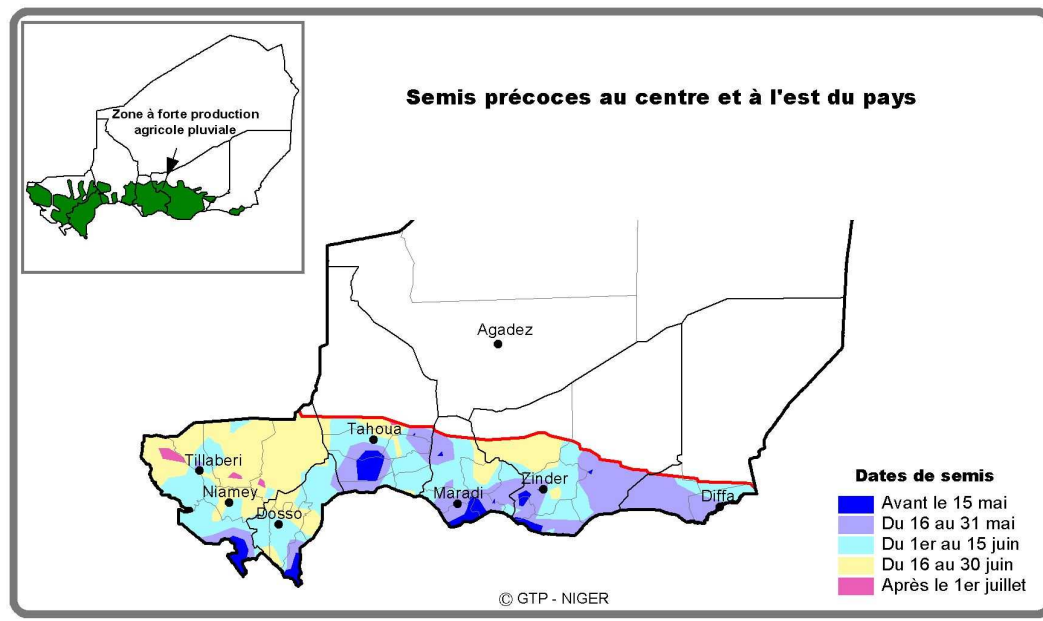 Zone à forte production
agricole pluviale
Semis précoces au centre et à l'est du pays
Agadez
Tahoua
Tillaberi
Niamey
Dosso
Maradi
Zinder
Diffa
Dates de semis
Avant le 15 mai
Du 16 au 31 mai
Du 1er au 15 juin
Du 16 au 30 juin
Après le 1er juillet
© GTP - NIGER